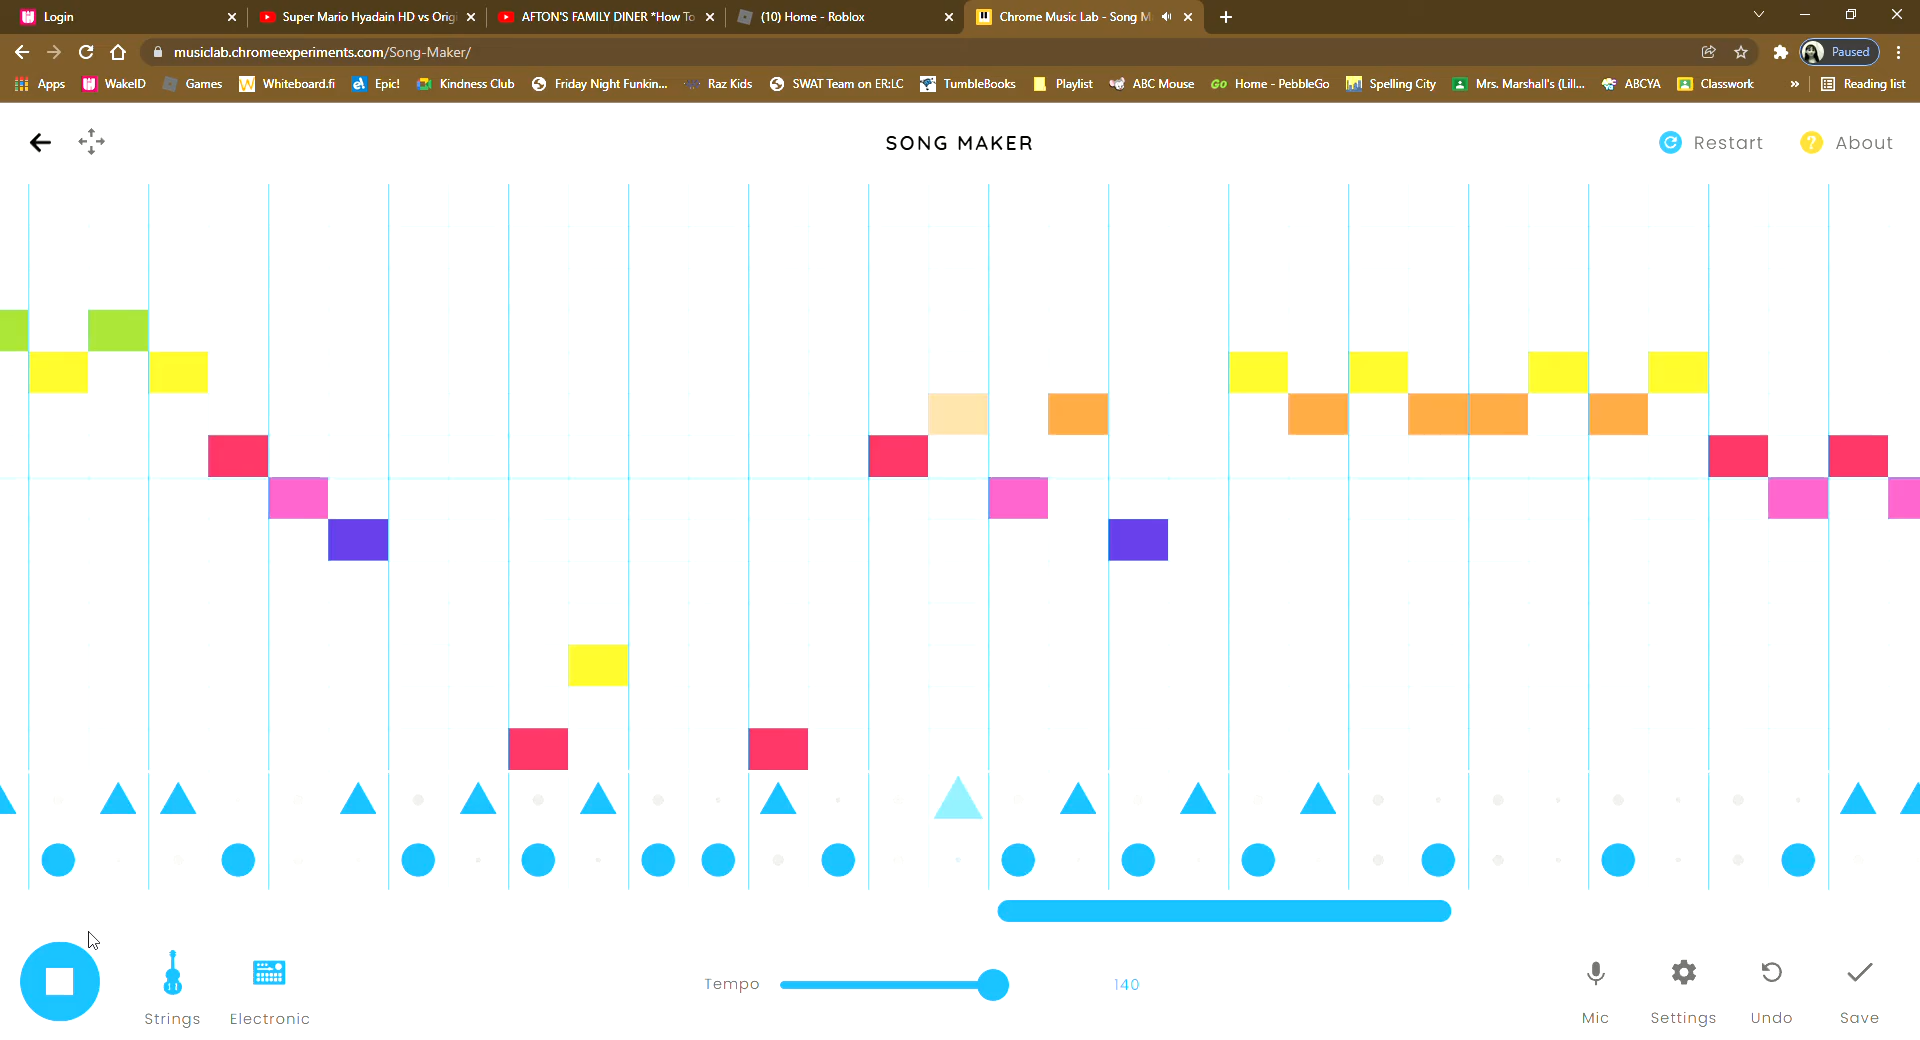 Login
Super Mario Hyadain HD vs Origi
AFTON'S FAMILY DINER *How To
(10) Home - Roblox
Chrome Music Lab - Song M
musiclab.chromeexperiments.com/Song-Maker/
Paused
Apps
WakeID
Games
Whiteboard.fi
Epic!
Kindness Club
Friday Night Funkin...
Raz Kids
SWAT Team on ER:LC
TumbleBooks
Playlist
ABC Mouse
Go Home - PebbleGo
Spelling City
Mrs. Marshall's (Lill...
ABCYA
Classwork
»
Reading list
SONG MAKER
Restart
? About
Strings
Electronic
Tempo
140
Mic
Settings
Undo
Save